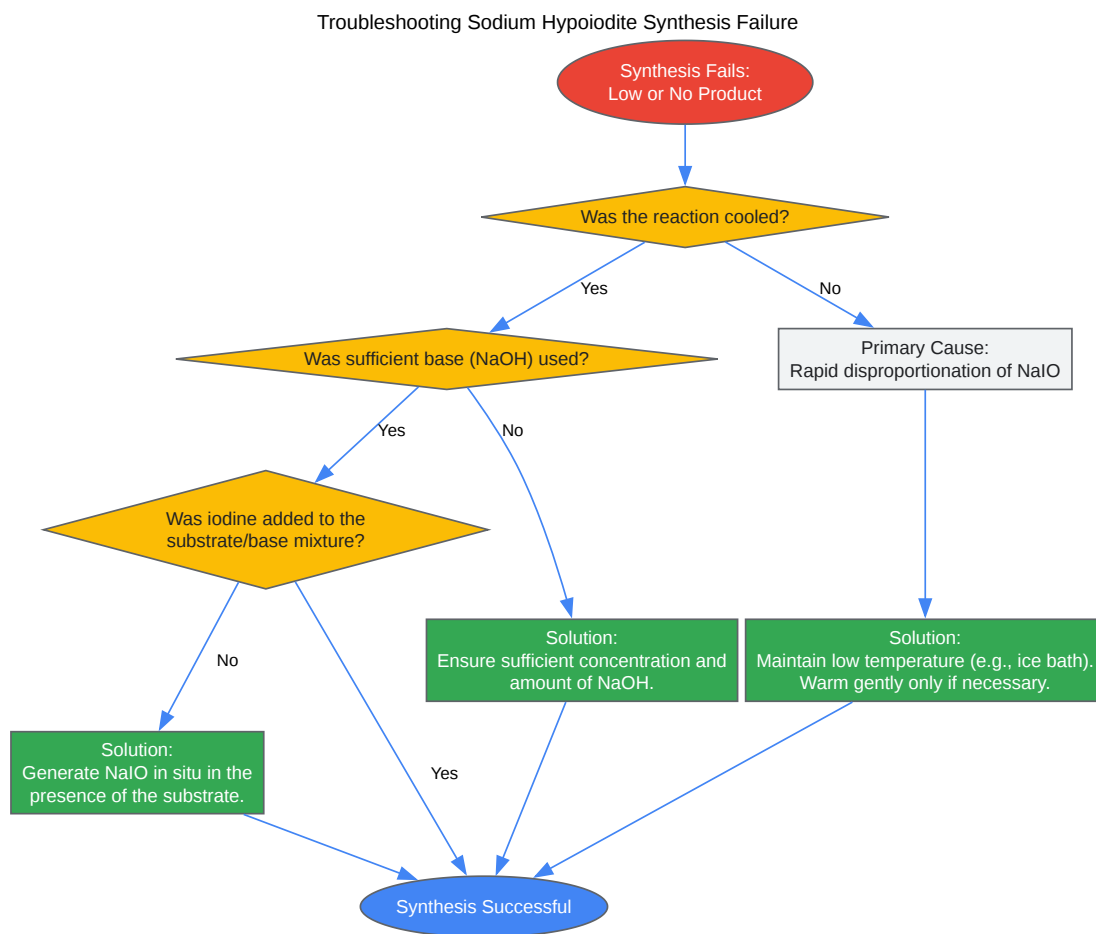 Troubleshooting Sodium Hypoiodite Synthesis Failure
Synthesis Fails:
Low or No Product
Was the reaction cooled?
Yes
No
Was sufficient base (NaOH) used?
Primary Cause:
Rapid disproportionation of NaIO
Yes
No
Was iodine added to the
substrate/base mixture?
No
Yes
Solution:
Ensure sufficient concentration and
amount of NaOH.
Solution:
Maintain low temperature (e.g., ice bath).
Warm gently only if necessary.
Solution:
Generate NaIO in situ in the
presence of the substrate.
Synthesis Successful